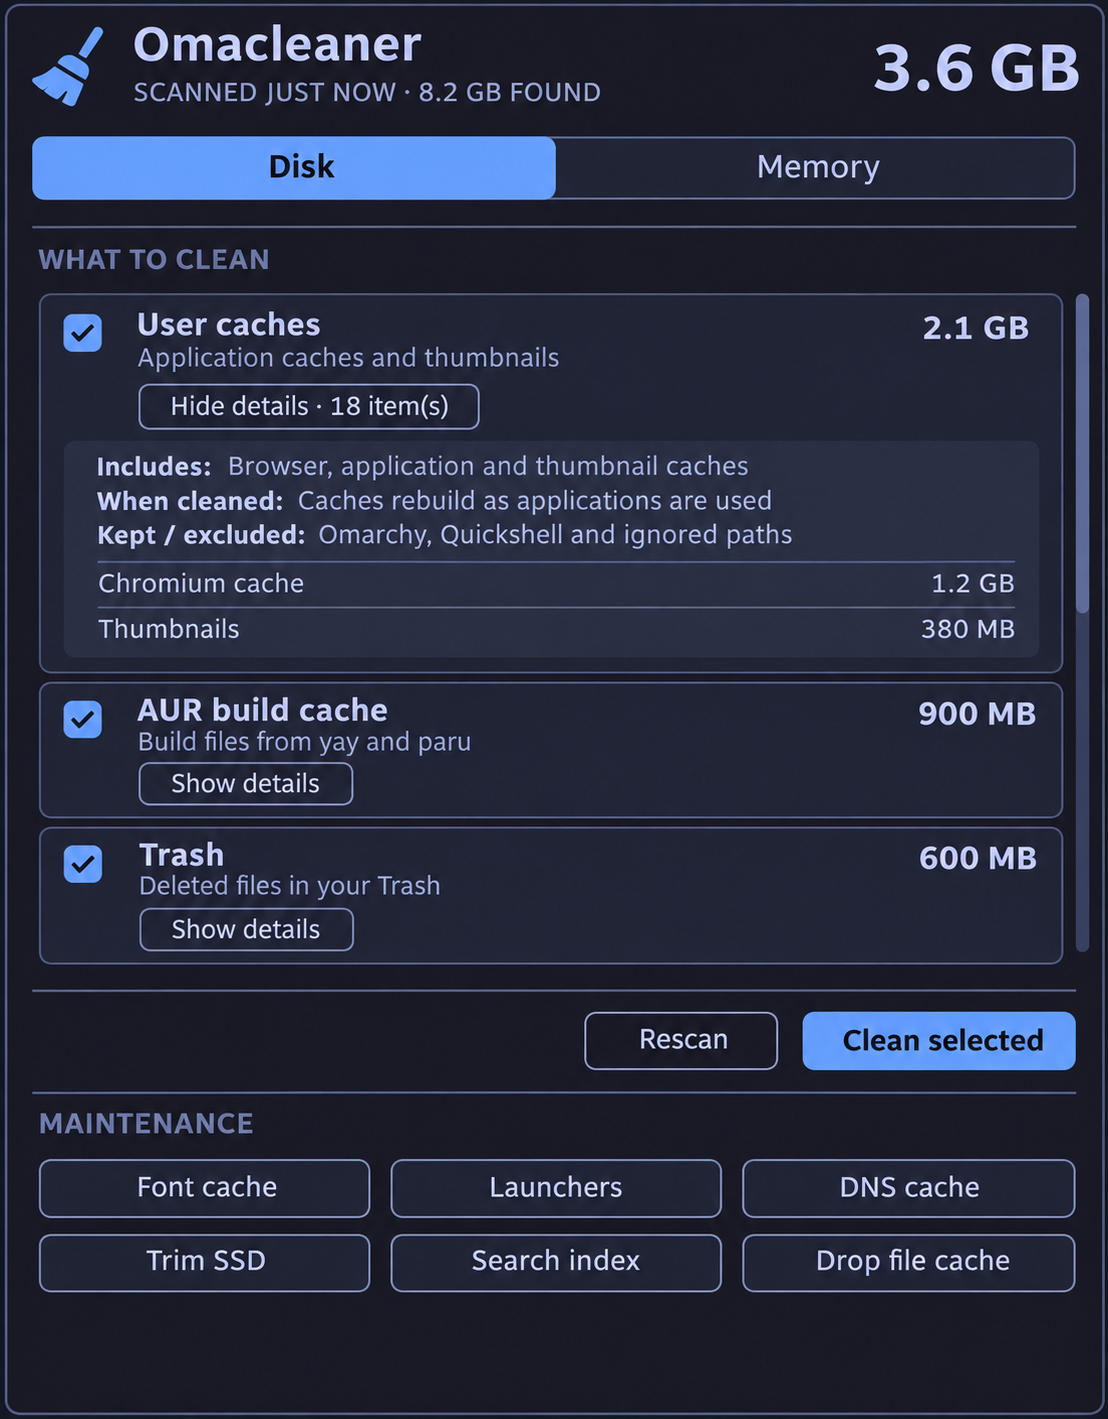 Omacleaner
SCANNED JUST NOW · 8.2 GB FOUND
3.6 GB
Disk
Memory
WHAT TO CLEAN
User caches
2.1 GB
Application caches and thumbnails
Hide details · 18 item(s)
Includes: Browser, application and thumbnail caches
When cleaned: Caches rebuild as applications are used
Kept / excluded: Omarchy, Quickshell and ignored paths
Chromium cache 1.2 GB
Thumbnails 380 MB
AUR build cache
900 MB
Build files from yay and paru
Show details
Trash
600 MB
Deleted files in your Trash
Show details
Rescan
Clean selected
MAINTENANCE
Font cache
Launchers
DNS cache
Trim SSD
Search index
Drop file cache